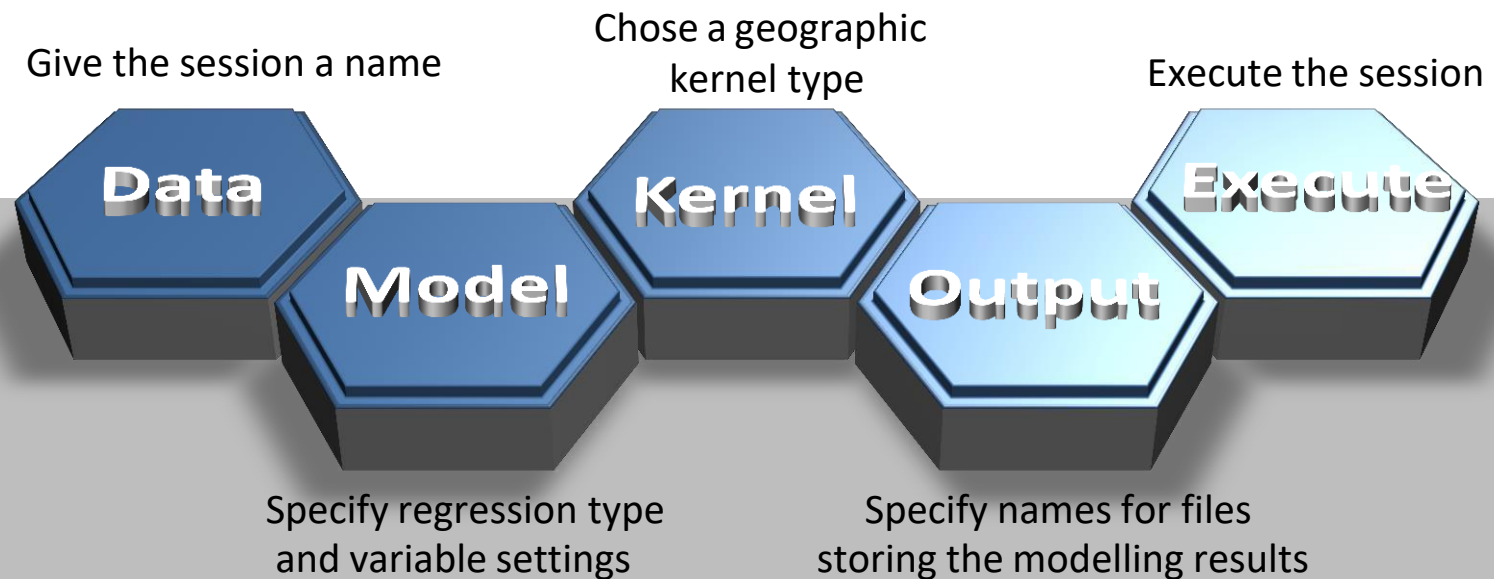 Give the session a name
Data
Specify regression type
and variable settings
Model
Chose a geographic
kernel type
Kernel
Specify names for files
storing the modelling results
Output
Execute the session
Execute